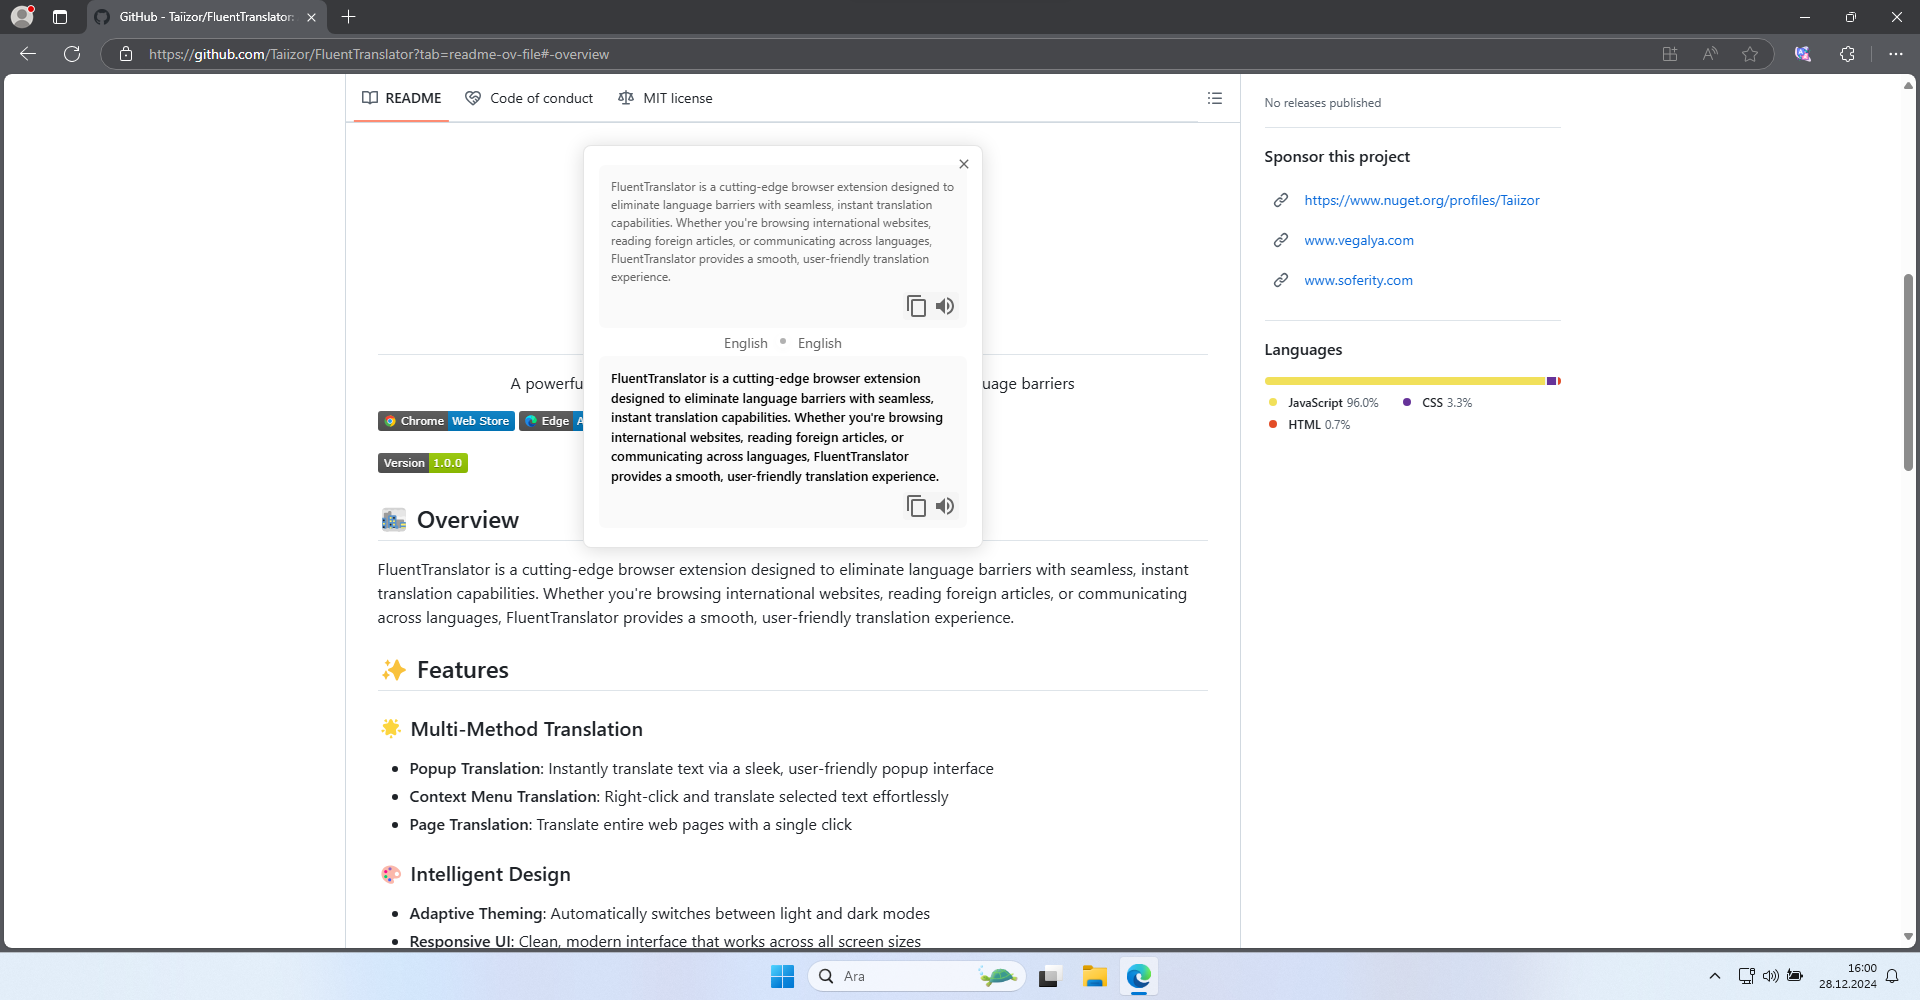 GitHub - Taiizor/FluentTranslator:
https://github.com/Taiizor/FluentTranslator?tab=readme-ov-file#-overview
README
Code of conduct
MIT license
FluentTranslator is a cutting-edge browser extension designed to
eliminate language barriers with seamless, instant translation
capabilities. Whether you're browsing international websites,
reading foreign articles, or communicating across languages,
FluentTranslator provides a smooth, user-friendly translation
experience.
English
English
FluentTranslator is a cutting-edge browser extension
designed to eliminate language barriers with seamless,
instant translation capabilities. Whether you're browsing
international websites, reading foreign articles, or
communicating across languages, FluentTranslator
provides a smooth, user-friendly translation experience.
A powerfu
uage barriers
Chrome Web Store
Edge A
Version 1.0.0
Overview
FluentTranslator is a cutting-edge browser extension designed to eliminate language barriers with seamless, instant
translation capabilities. Whether you're browsing international websites, reading foreign articles, or communicating
across languages, FluentTranslator provides a smooth, user-friendly translation experience.
Features
Multi-Method Translation
Popup Translation: Instantly translate text via a sleek, user-friendly popup interface
Context Menu Translation: Right-click and translate selected text effortlessly
Page Translation: Translate entire web pages with a single click
Intelligent Design
Adaptive Theming: Automatically switches between light and dark modes
Responsive UI: Clean, modern interface that works across all screen sizes
No releases published
Sponsor this project
https://www.nuget.org/profiles/Taiizor
www.vegalya.com
www.soferity.com
Languages
JavaScript 96.0%
CSS 3.3%
HTML 0.7%
Ara
16:00
28.12.2024